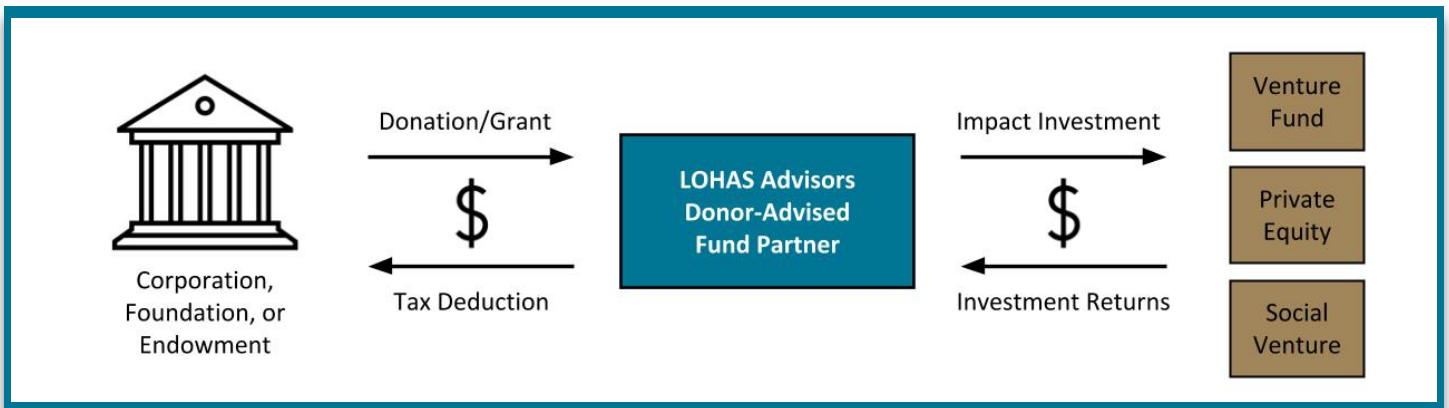 Donation/Grant
$
Tax Deduction
Corporation,
Foundation, or
Endowment
LOHAS Advisors
Donor-Advised
Fund Partner
Impact Investment
$
Investment Returns
Venture
Fund
Private
Equity
Social
Venture